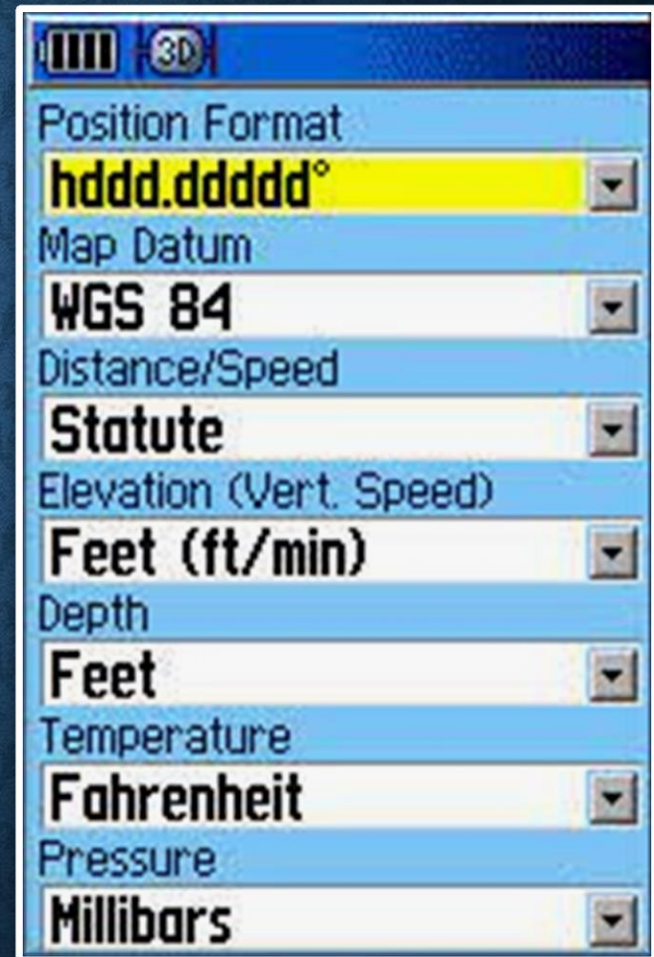 3D
Position Format
hddd.ddddd°
Map Datum
WGS 84
Distance/Speed
Statute
Elevation (Vert. Speed)
Feet (ft/min)
Depth
Feet
Temperature
Fahrenheit
Pressure
Millibars